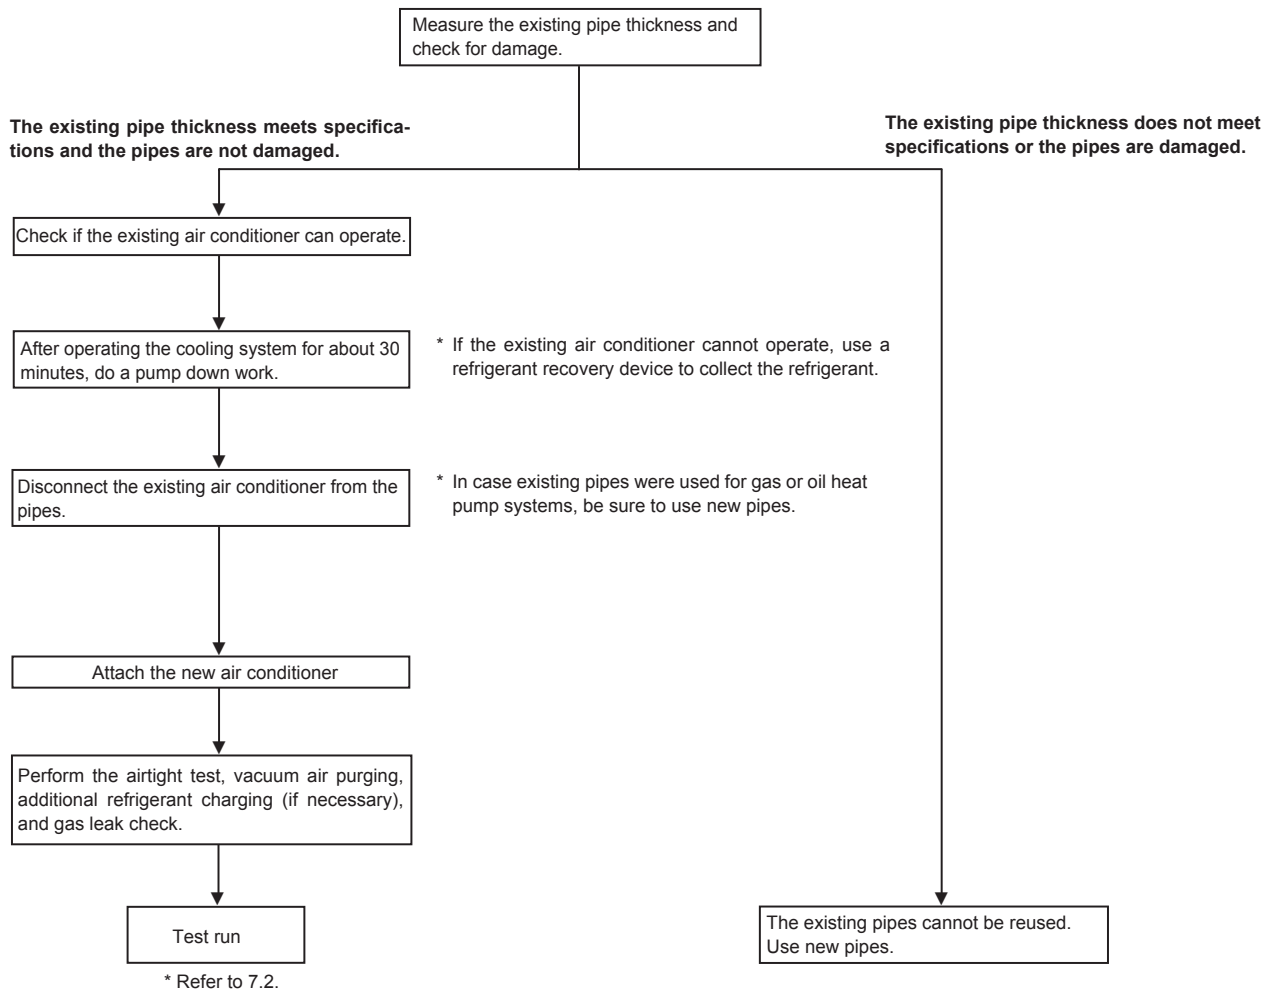 Measure the existing pipe thickness and
check for damage.
The existing pipe thickness meets specifica-
tions and the pipes are not damaged.
The existing pipe thickness does not meet
specifications or the pipes are damaged.
Check if the existing air conditioner can operate.
After operating the cooling system for about 30
minutes, do a pump down work.
* If the existing air conditioner cannot operate, use a
refrigerant recovery device to collect the refrigerant.
Disconnect the existing air conditioner from the
pipes.
* In case existing pipes were used for gas or oil heat
pump systems, be sure to use new pipes.
Attach the new air conditioner
Perform the airtight test, vacuum air purging,
additional refrigerant charging (if necessary),
and gas leak check.
Test run
* Refer to 7.2.
The existing pipes cannot be reused.
Use new pipes.